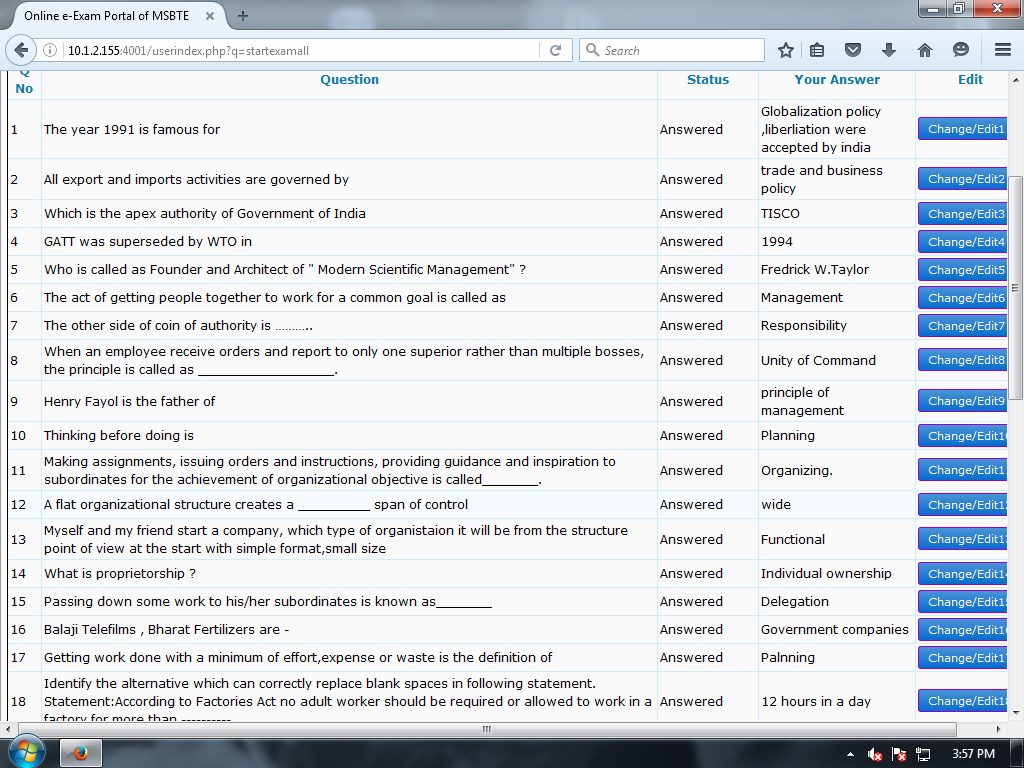 Online e-Exam Portal of MSBTE
10.1.2.155:4001/userindex.php?q=startexamall
Search
Q No Question Status Your Answer Edit
1 The year 1991 is famous for Answered Globalization policy ,liberliation were accepted by india Change/Edit1
2 All export and imports activities are governed by Answered trade and business policy Change/Edit2
3 Which is the apex authority of Government of India Answered TISCO Change/Edit3
4 GATT was superseded by WTO in Answered 1994 Change/Edit4
5 Who is called as Founder and Architect of " Modern Scientific Management" ? Answered Fredrick W.Taylor Change/Edit5
6 The act of getting people together to work for a common goal is called as Answered Management Change/Edit6
7 The other side of coin of authority is ……….. Answered Responsibility Change/Edit7
8 When an employee receive orders and report to only one superior rather than multiple bosses, the principle is called as _________________. Answered Unity of Command Change/Edit8
9 Henry Fayol is the father of Answered principle of management Change/Edit9
10 Thinking before doing is Answered Planning Change/Edit1
11 Making assignments, issuing orders and instructions, providing guidance and inspiration to subordinates for the achievement of organizational objective is called_______. Answered Organizing. Change/Edit1
12 A flat organizational structure creates a _________ span of control Answered wide Change/Edit1
13 Myself and my friend start a company, which type of organistaion it will be from the structure point of view at the start with simple format,small size Answered Functional Change/Edit1
14 What is proprietorship ? Answered Individual ownership Change/Edit1
15 Passing down some work to his/her subordinates is known as_______ Answered Delegation Change/Edit1
16 Balaji Telefilms , Bharat Fertilizers are - Answered Government companies Change/Edit1
17 Getting work done with a minimum of effort,expense or waste is the definition of Answered Palnning Change/Edit1
18 Identify the alternative which can correctly replace blank spaces in following statement. Statement:According to Factories Act no adult worker should be required or allowed to work in a factory for more than ---------- Answered 12 hours in a day Change/Edit1
3:57 PM